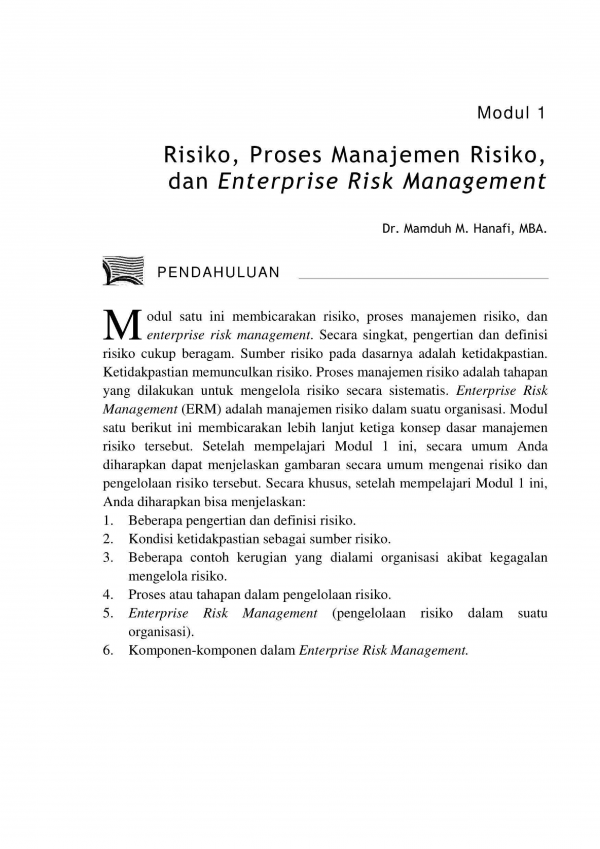 Modul 1
Risiko, Proses Manajemen Risiko,
dan Enterprise Risk Management
Dr. Mamduh M. Hanafi, MBA.
PENDAHULUAN
Modul satu ini membicarakan risiko, proses manajemen risiko, dan
enterprise risk management. Secara singkat, pengertian dan definisi
risiko cukup beragam. Sumber risiko pada dasarnya adalah ketidakpastian.
Ketidakpastian memunculkan risiko. Proses manajemen risiko adalah tahapan
yang dilakukan untuk mengelola risiko secara sistematis. Enterprise Risk
Management (ERM) adalah manajemen risiko dalam suatu organisasi. Modul
satu berikut ini membicarakan lebih lanjut ketiga konsep dasar manajemen
risiko tersebut. Setelah mempelajari Modul 1 ini, secara umum Anda
diharapkan dapat menjelaskan gambaran secara umum mengenai risiko dan
pengelolaan risiko tersebut. Secara khusus, setelah mempelajari Modul 1 ini,
Anda diharapkan bisa menjelaskan:
1. Beberapa pengertian dan definisi risiko.
2. Kondisi ketidakpastian sebagai sumber risiko.
3. Beberapa contoh kerugian yang dialami organisasi akibat kegagalan
mengelola risiko.
4. Proses atau tahapan dalam pengelolaan risiko.
5. Enterprise Risk Management (pengelolaan risiko dalam suatu
organisasi).
6. Komponen-komponen dalam Enterprise Risk Management.